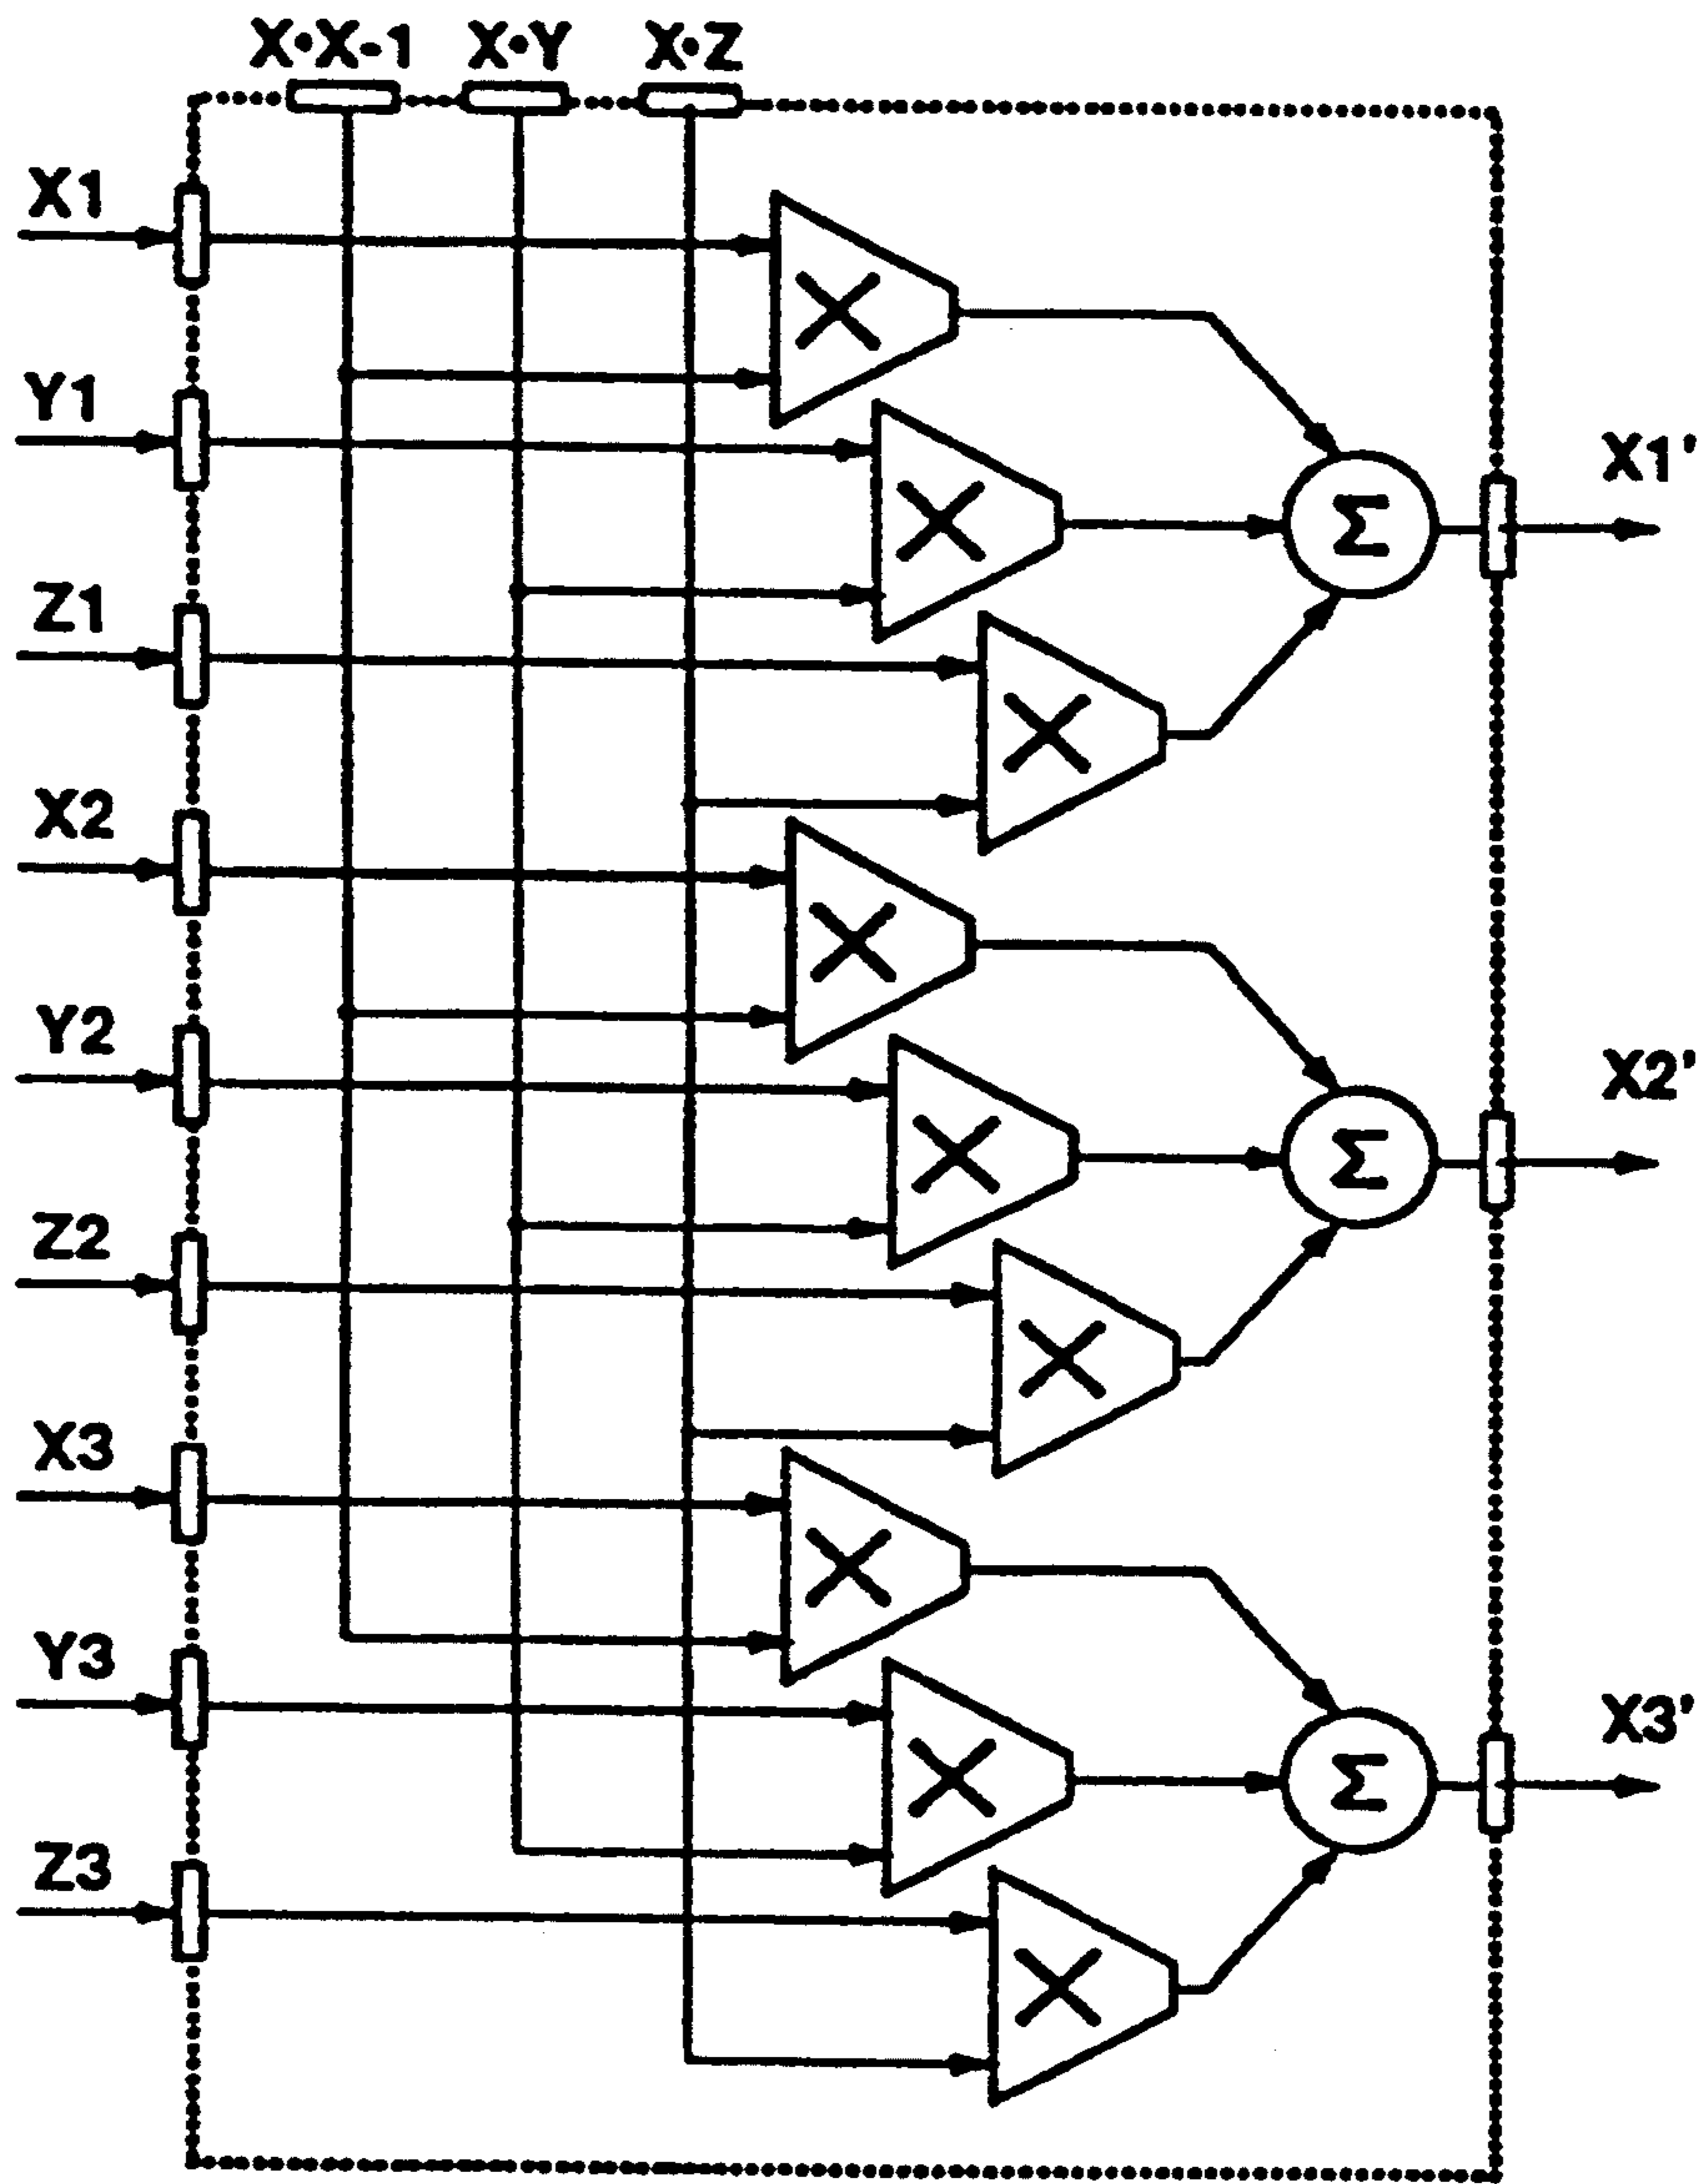 X•X-1 X•Y X•Z
X1
Y1
X1'
Σ
Z1
X2
Y2
X2'
Σ
Z2
X3
Y3
X3'
Σ
Z3